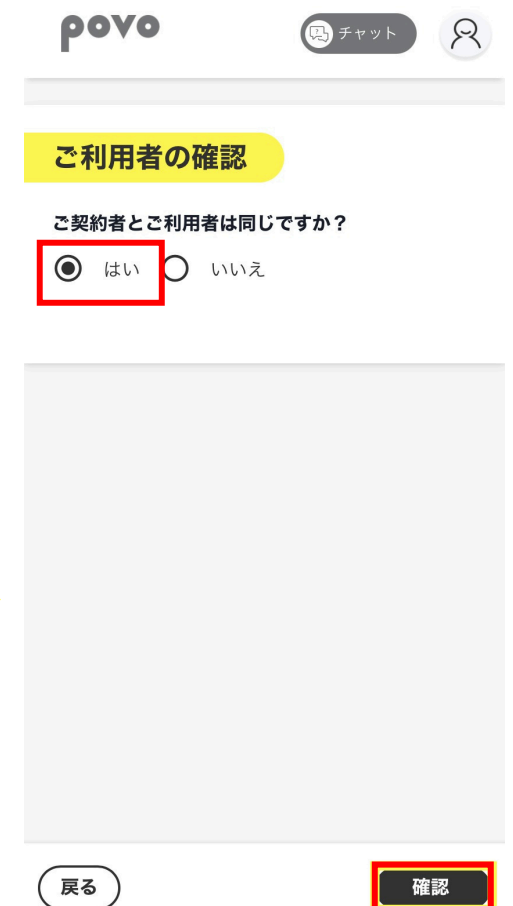 povo
チャット
ご利用者の確認
ご契約者とご利用者は同じですか？
はい いいえ
戻る 確認